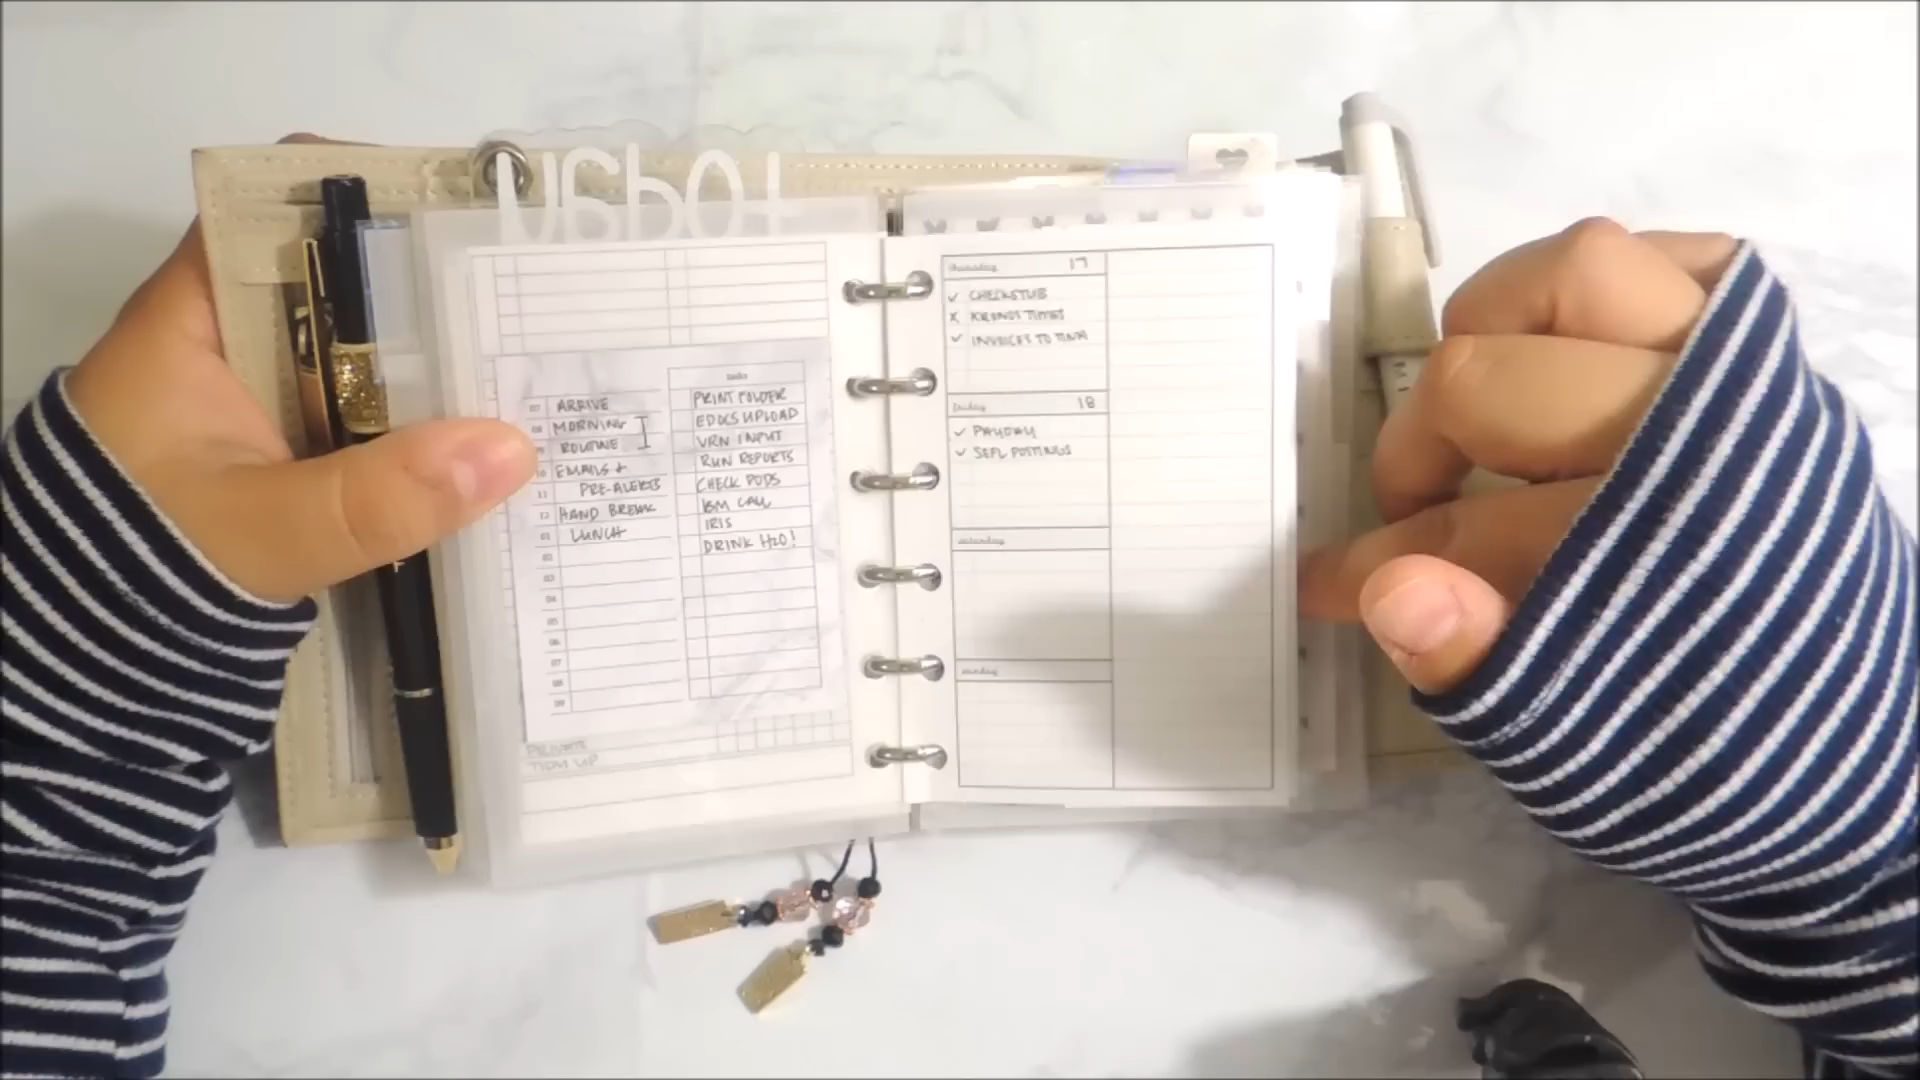 07 ARRIVE
08 MORNING
ROUTINE
10 EMAILS +
11 PRE-ALERTS
12 HAND BREAK
01 LUNCH
02
03
04
05
06
07
08
09
tasks
PRINT FOLDER
EDOCS UPLOAD
VRN INPUT
RUN REPORTS
CHECK PODS
IBM CALL
IRIS
DRINK H2O!
PRIVATE
thursday 17
✓ CHECKSTUB
X KRONOS TIMES
✓ INVOICES TO TINA
friday 18
✓ PAYDAY
✓ SEFL POSTINGS
saturday
sunday